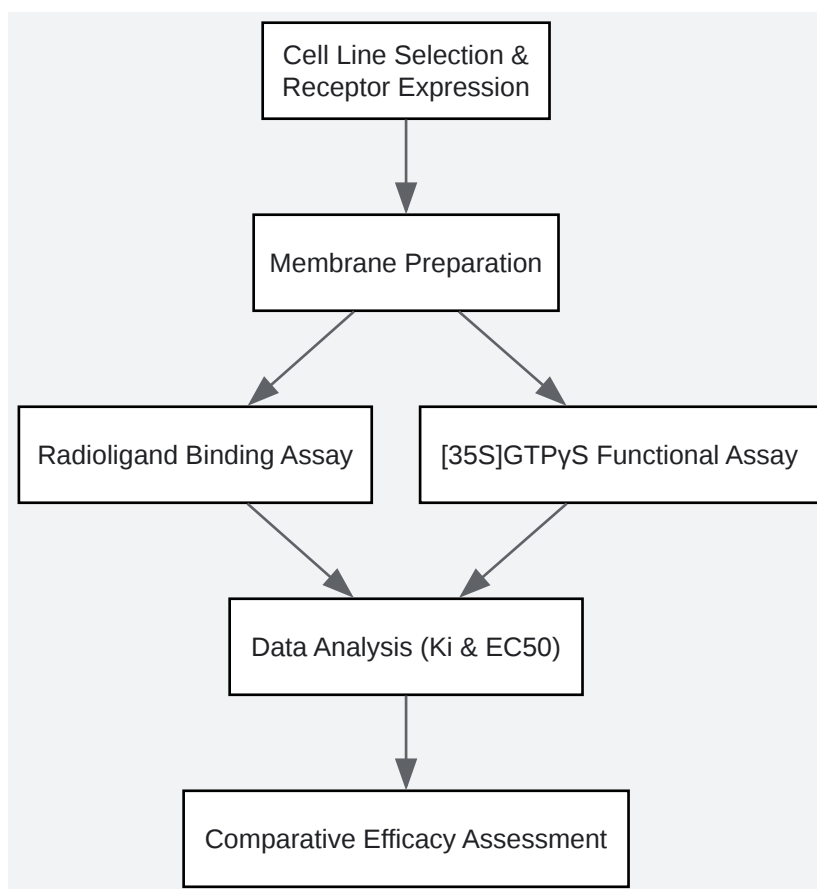 Cell Line Selection &
Receptor Expression
Membrane Preparation
Radioligand Binding Assay
[35S]GTPγS Functional Assay
Data Analysis (Ki & EC50)
Comparative Efficacy Assessment